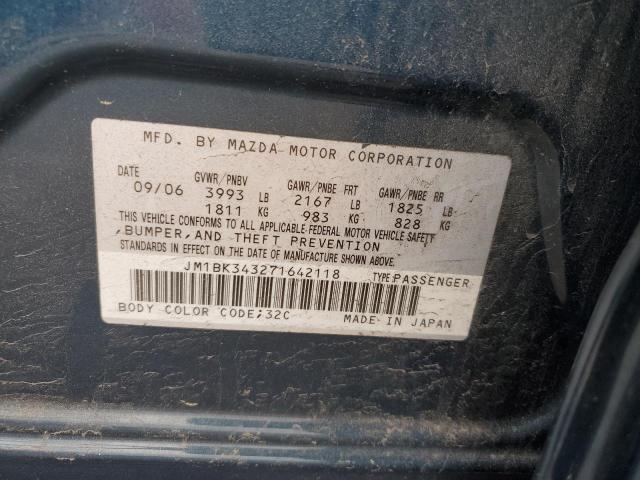 MFD. BY MAZDA MOTOR CORPORATION
DATE GVWR/PNBV GAWR/PNBE FRT GAWR/PNBE RR
09/06 3993 LB 2167 LB 1825 LB
1811 KG 983 KG 828 KG
THIS VEHICLE CONFORMS TO ALL APPLICABLE FEDERAL MOTOR VEHICLE SAFETY
,BUMPER,AND THEFT PREVENTION
STANDARDS IN EFFECT ON THE DATE OF MANUFACTURE SHOWN ABOVE.
JM1BK343271642118 TYPE:PASSENGER
BODY COLOR CODE:32C MADE IN JAPAN